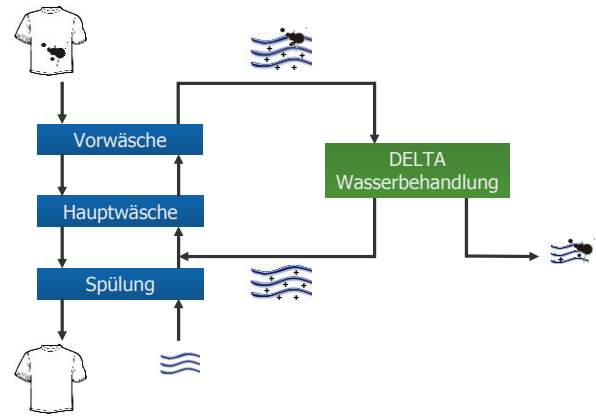 Vorwäsche
DELTA
Wasserbehandlung
Hauptwäsche
Spülung